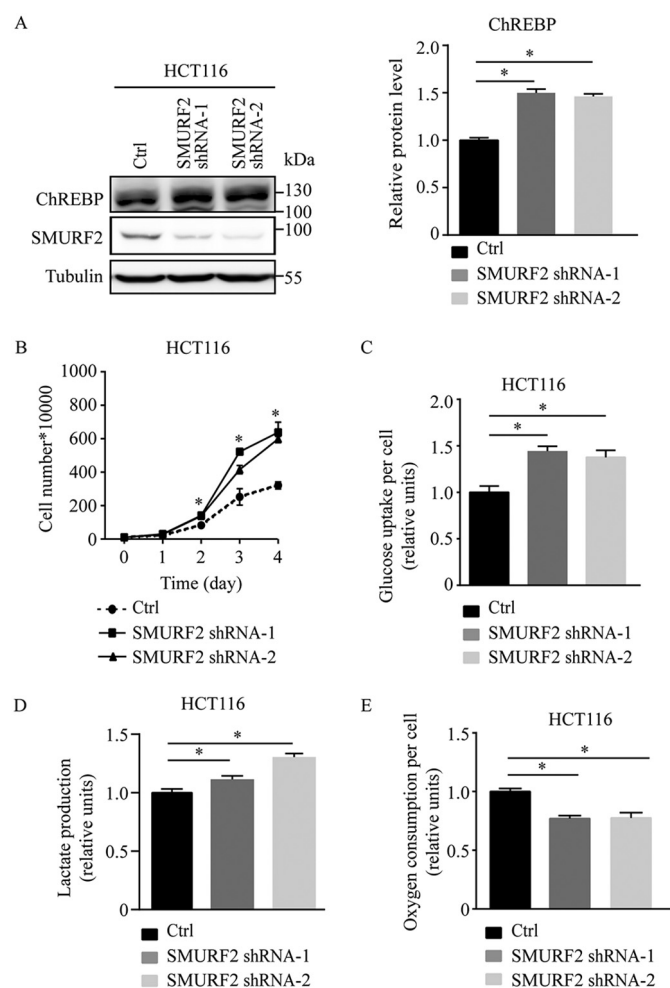 A
HCT116
Ctrl
SMURF2
shRNA-1
SMURF2
shRNA-2
kDa
ChREBP
130
100
SMURF2
100
Tubulin
55
ChREBP
Relative protein level
2.0
1.5
1.0
0.5
0
*
*
Ctrl
SMURF2 shRNA-1
SMURF2 shRNA-2
B
HCT116
Cell number*10000
1000
800
600
400
200
0
*
*
*
0 1 2 3 4
Time (day)
Ctrl
SMURF2 shRNA-1
SMURF2 shRNA-2
C
HCT116
Glucose uptake per cell
(relative units)
2.0
1.5
1.0
0.5
0
*
*
Ctrl
SMURF2 shRNA-1
SMURF2 shRNA-2
D
HCT116
Lactate production
(relative units)
1.5
1.0
0.5
0
*
*
Ctrl
SMURF2 shRNA-1
SMURF2 shRNA-2
E
HCT116
Oxygen consumption per cell
(relative units)
1.5
1.0
0.5
0
*
*
Ctrl
SMURF2 shRNA-1
SMURF2 shRNA-2